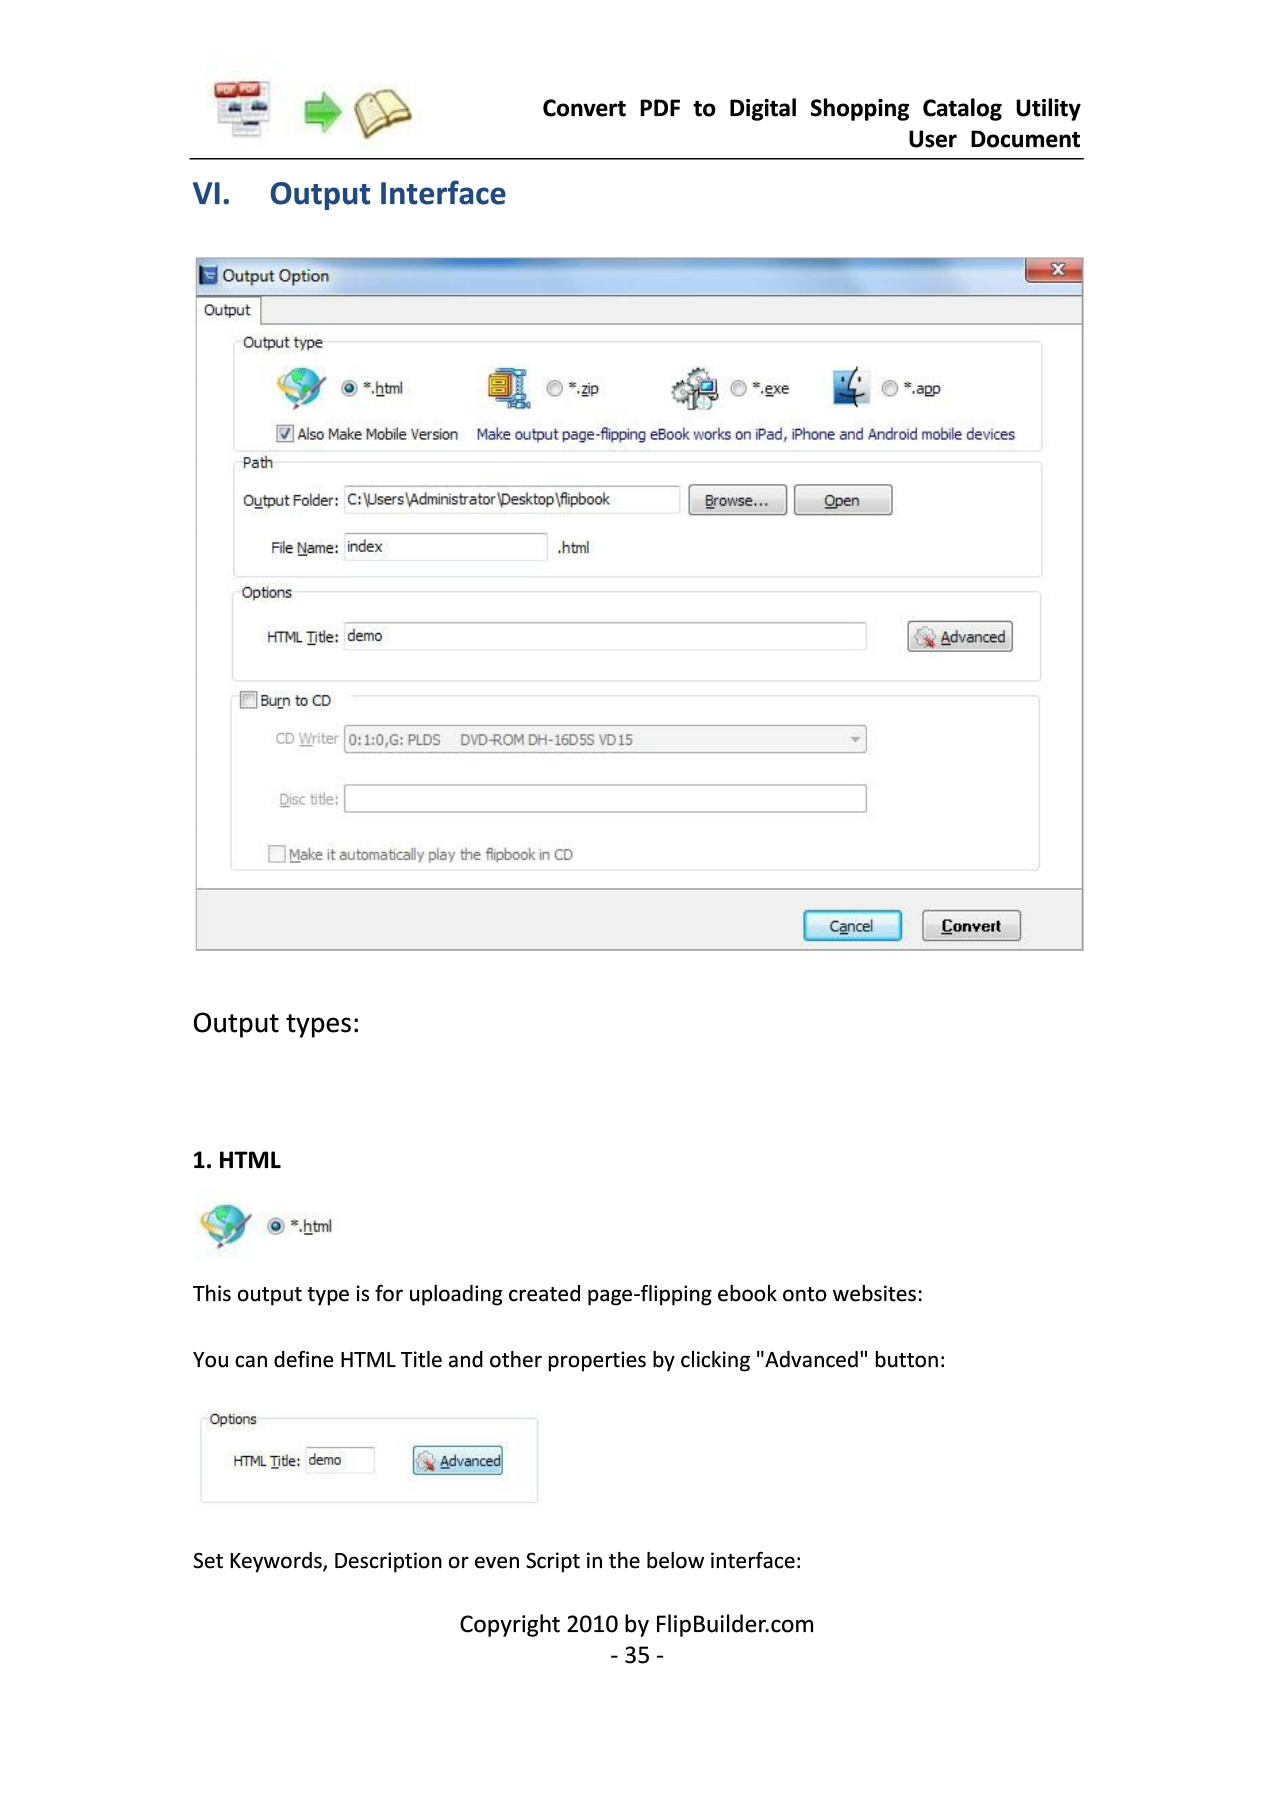 PDF PDF
Convert PDF to Digital Shopping Catalog Utility
User Document
VI. Output Interface
Output Option
Output
Output type
*.html *.zip *.exe *.app
Also Make Mobile Version Make output page-flipping eBook works on iPad, iPhone and Android mobile devices
Path
Output Folder: C:\Users\Administrator\Desktop\flipbook Browse... Open
File Name: index .html
Options
HTML Title: demo Advanced
Burn to CD
CD Writer 0:1:0,G: PLDS DVD-ROM DH-16D5S VD15
Disc title:
Make it automatically play the flipbook in CD
Cancel Convert
Output types:
1. HTML
*.html
This output type is for uploading created page-flipping ebook onto websites:
You can define HTML Title and other properties by clicking "Advanced" button:
Options
HTML Title: demo Advanced
Set Keywords, Description or even Script in the below interface:
Copyright 2010 by FlipBuilder.com
- 35 -